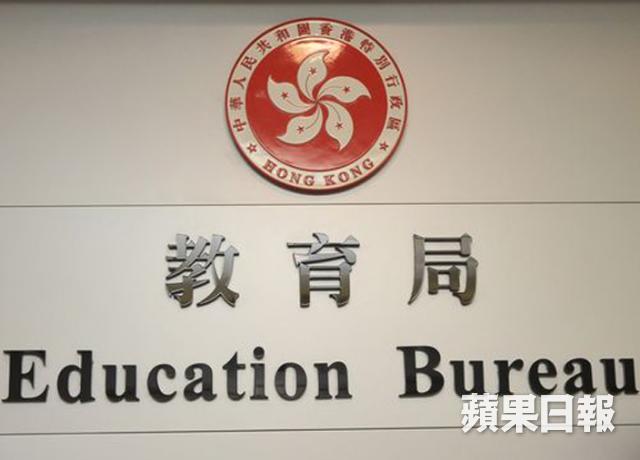 中華人民共和國香港特別行政區
HONG KONG
教育局
Education Bureau
蘋果日報